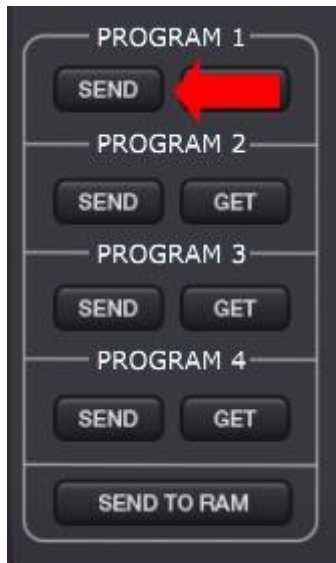 PROGRAM 1
SEND
PROGRAM 2
SEND GET
PROGRAM 3
SEND GET
PROGRAM 4
SEND GET
SEND TO RAM